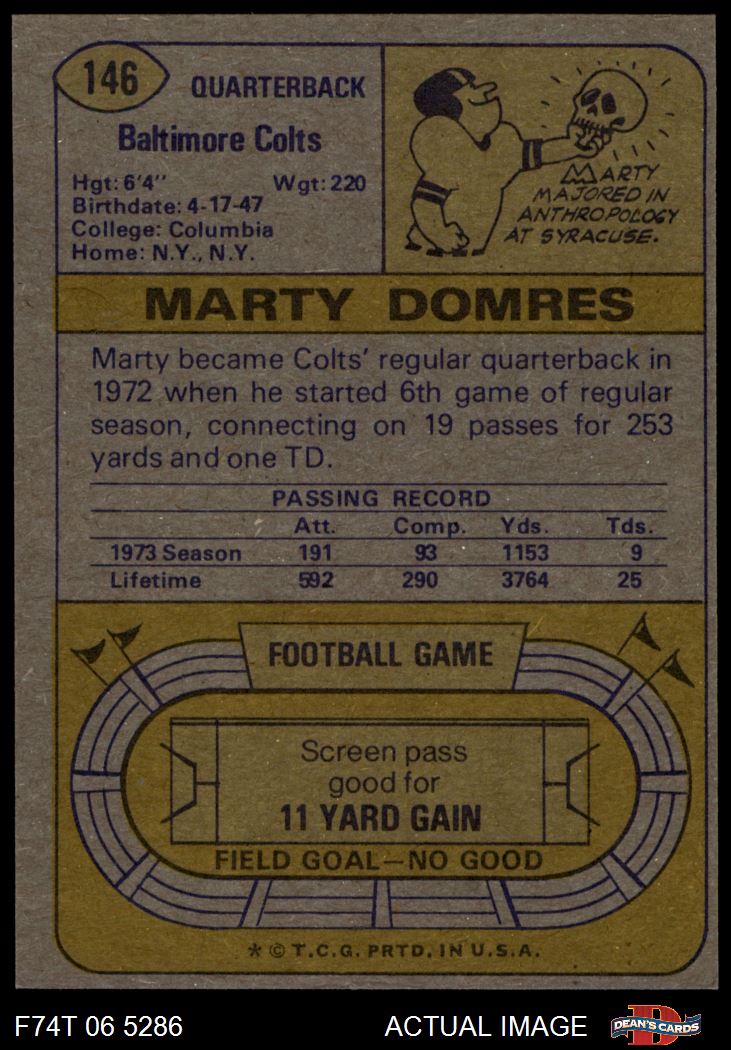 146
QUARTERBACK
Baltimore Colts
Hgt: 6'4" Wgt: 220
Birthdate: 4-17-47
College: Columbia
Home: N.Y., N.Y.
MARTY
MAJORED IN
ANTHROPOLOGY
AT SYRACUSE.
MARTY DOMRES
Marty became Colts' regular quarterback in
1972 when he started 6th game of regular
season, connecting on 19 passes for 253
yards and one TD.
PASSING RECORD
Att. Comp. Yds. Tds.
1973 Season 191 93 1153 9
Lifetime 592 290 3764 25
FOOTBALL GAME
Screen pass
good for
11 YARD GAIN
FIELD GOAL—NO GOOD
* © T.C.G. PRTD. IN U.S.A.
F74T 06 5286 ACTUAL IMAGE D DEAN'S CARDS